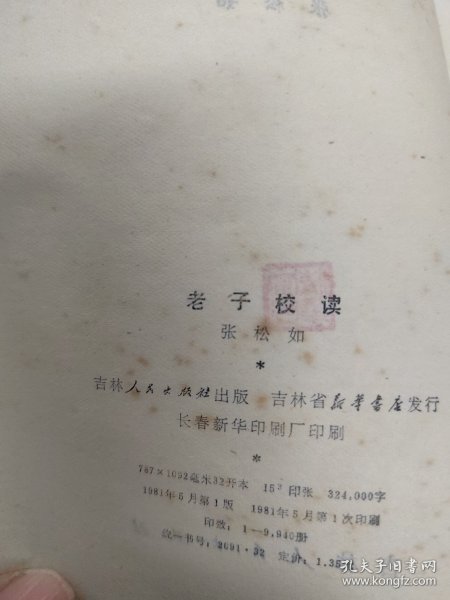 老子校读
张松如
*
吉林人民出版社出版 吉林省新华书店发行
长春新华印刷厂印刷
*
787×1092毫米32开本 15³印张 324,000字
1981年5月第1版 1981年5月第1次印刷
印数:1—9,940册
统一书号:2091·32 定价:1.35
孔夫子旧书网